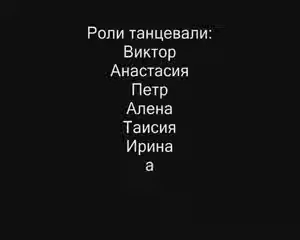 Роли танцевали:
Виктор
Анастасия
Петр
Алена
Таисия
Ирина
а